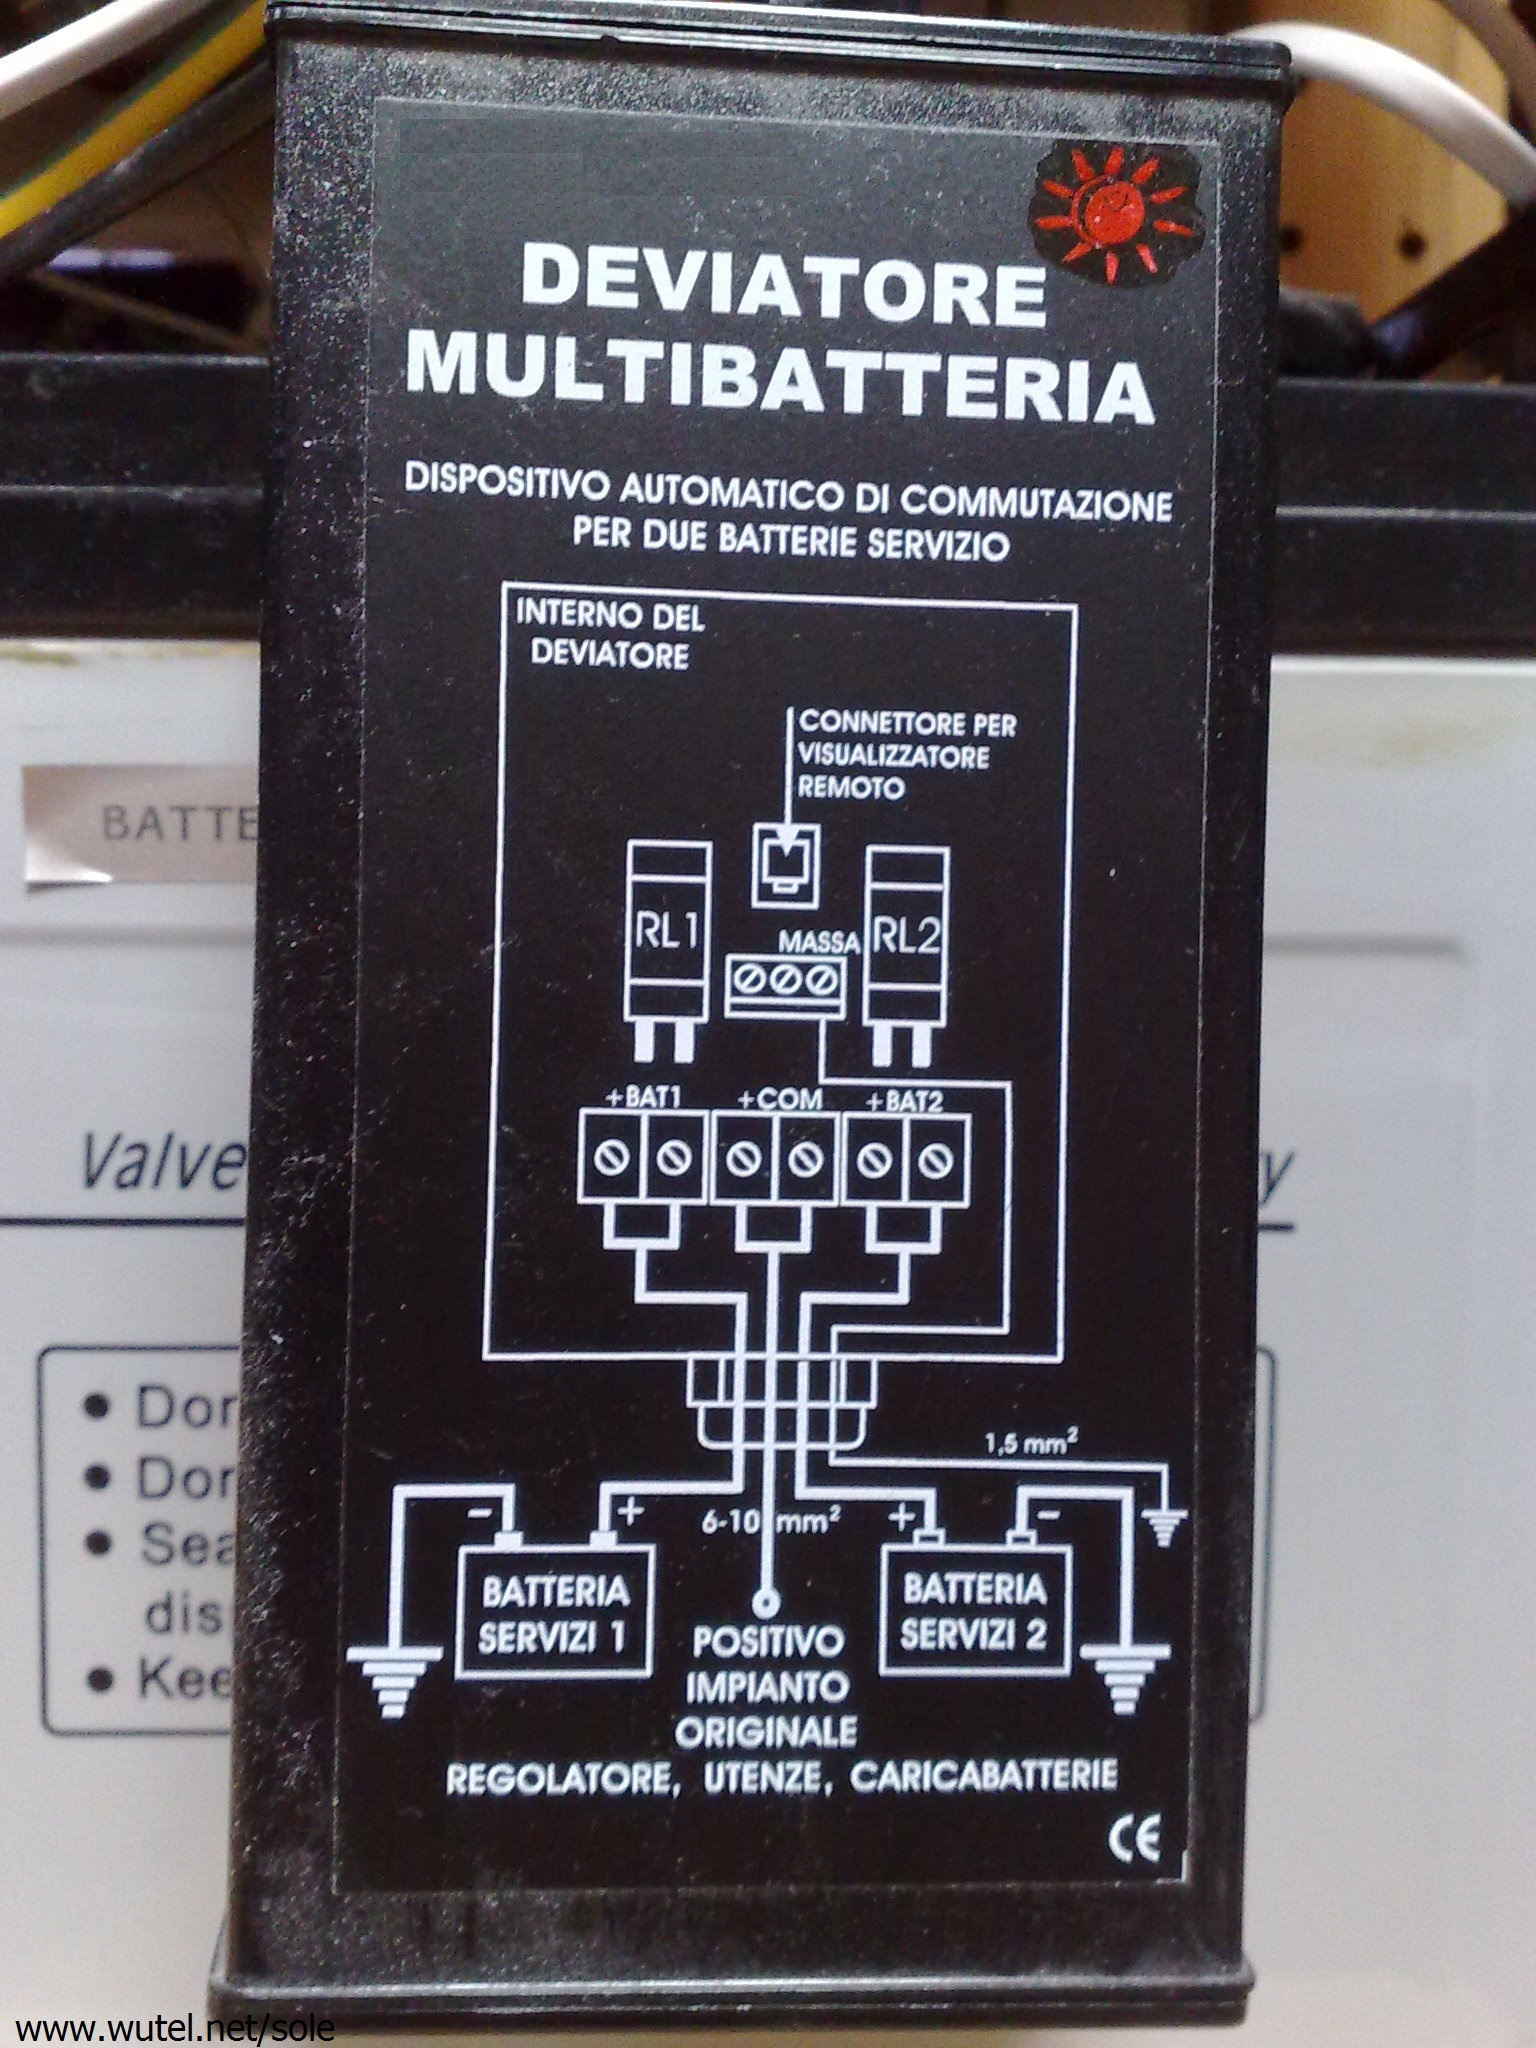 DEVIATORE
MULTIBATTERIA
DISPOSITIVO AUTOMATICO DI COMMUTAZIONE
PER DUE BATTERIE SERVIZIO
INTERNO DEL
DEVIATORE
CONNETTORE PER
VISUALIZZATORE
REMOTO
RL1
MASSA
RL2
+BAT1
+COM
+BAT2
BATTE
Valve
y
• Don
• Don
• Sea
dis
• Kee
1,5 mm²
- +
6-10 mm²
+ -
BATTERIA
SERVIZI 1
BATTERIA
SERVIZI 2
POSITIVO
IMPIANTO
ORIGINALE
REGOLATORE, UTENZE, CARICABATTERIE
CE
www.wutel.net/sole